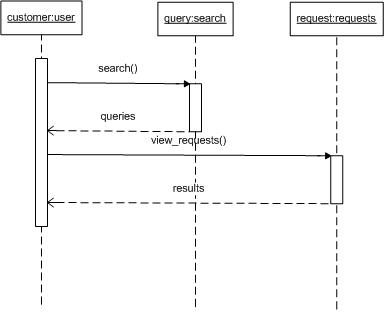 customer:user
query:search
request:requests
search()
queries
view_requests()
results